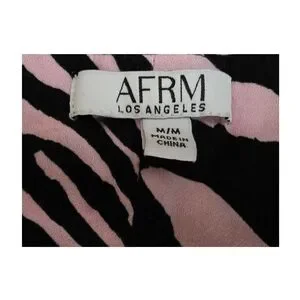 AFRM
LOS ANGELES
M/M
MADE IN
CHINA